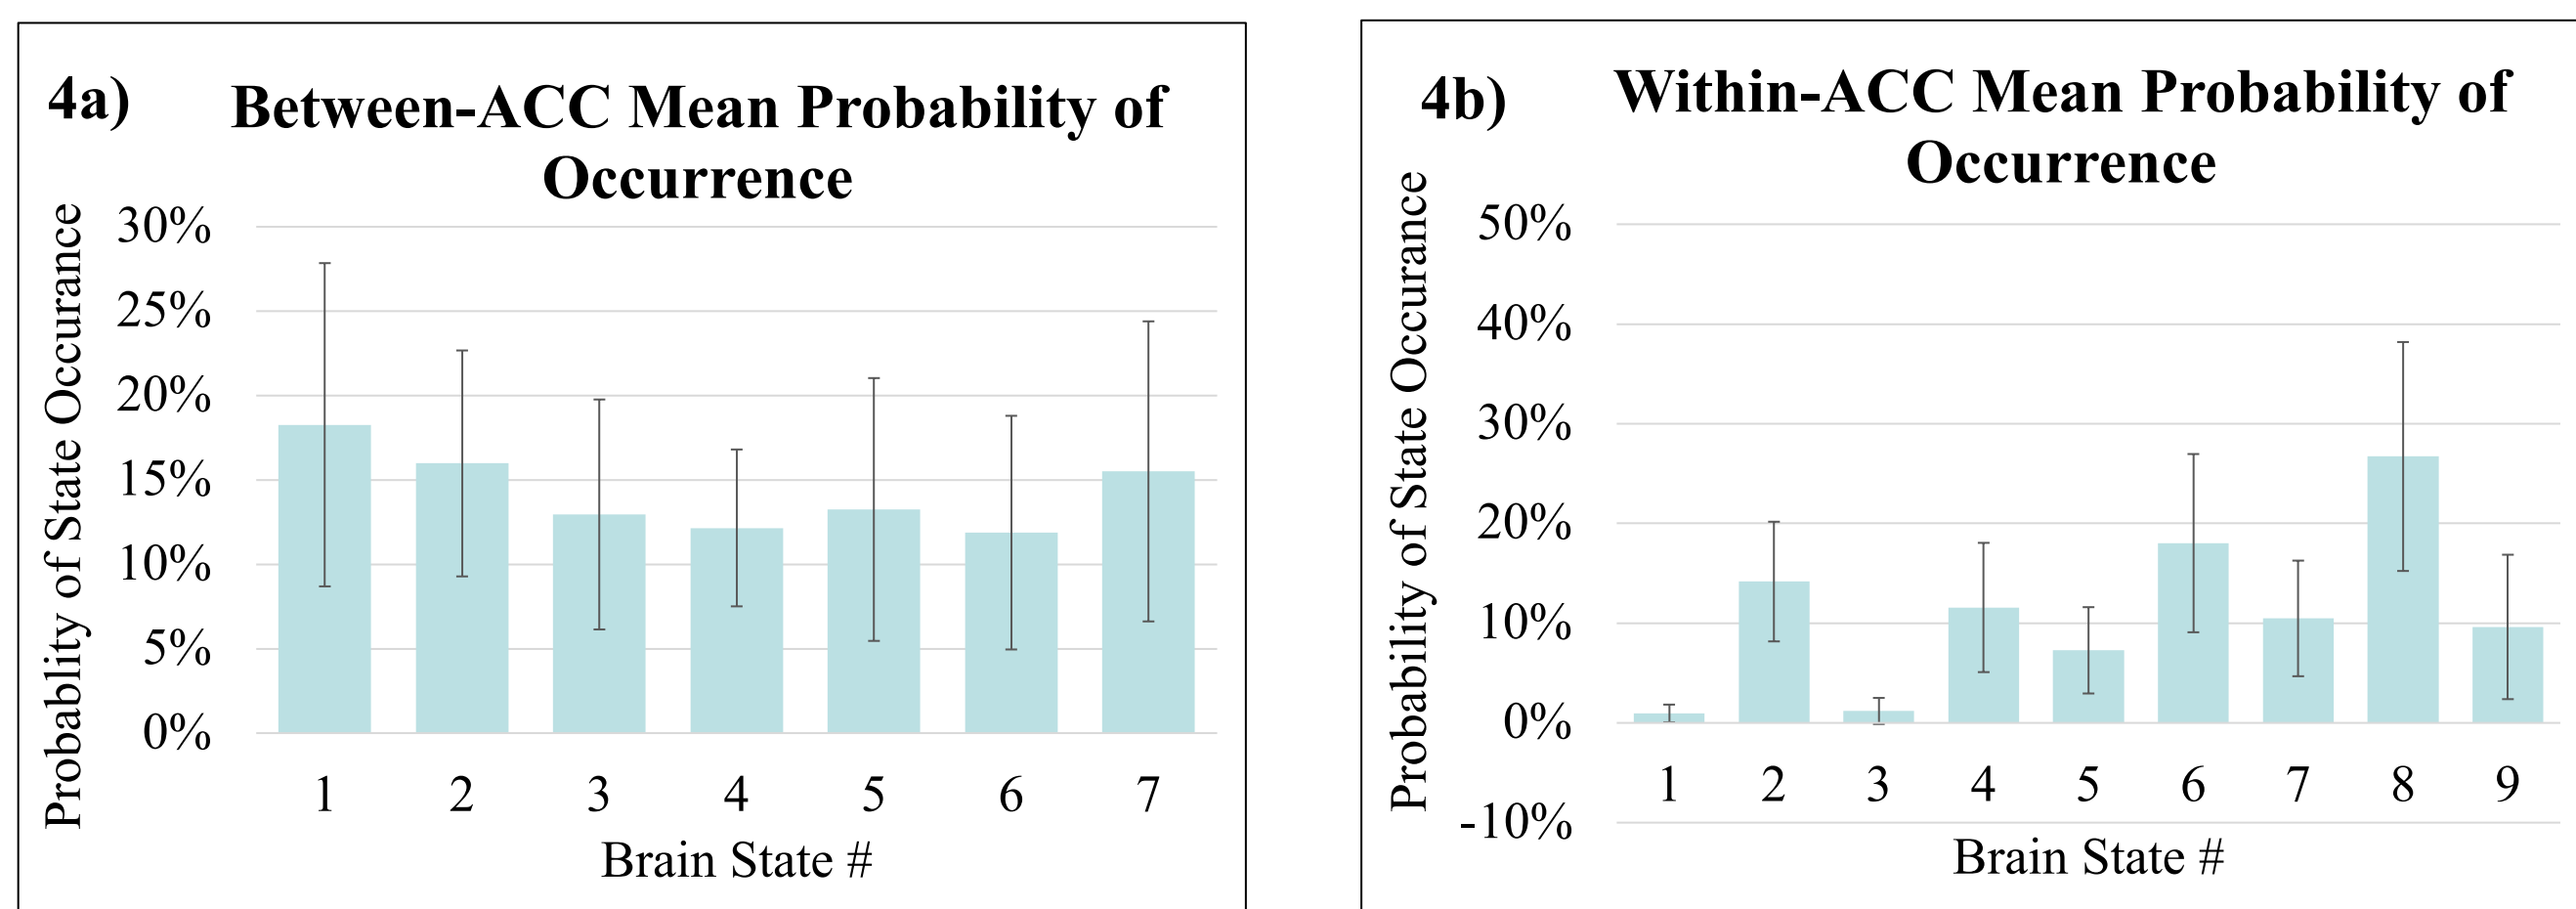 4a)
Between-ACC Mean Probability of
Occurrence
Probablity of State Occurance
30%
25%
20%
15%
10%
5%
0%
1 2 3 4 5 6 7
Brain State #
4b)
Within-ACC Mean Probability of
Occurrence
Probability of State Occurance
50%
40%
30%
20%
10%
0%
-10%
1 2 3 4 5 6 7 8 9
Brain State #